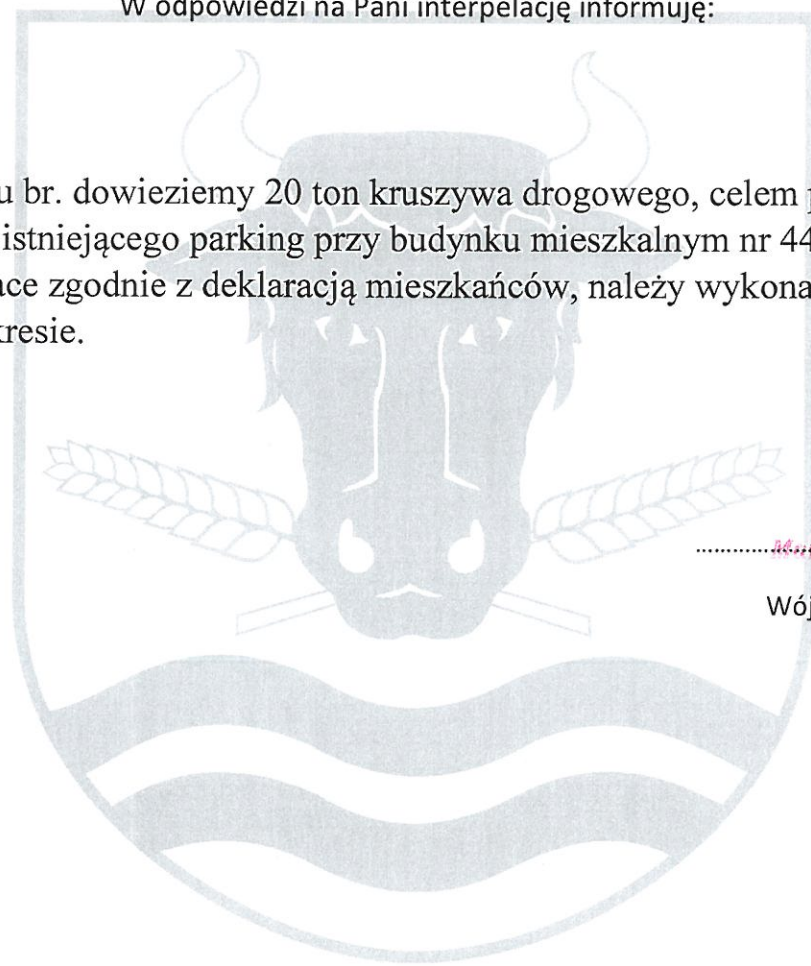 W odpowiedzi na Pani interpelację informuję:
u br. dowieziemy 20 ton kruszywa drogowego, celem
istniejącego parking przy budynku mieszkalnym nr 44
ace zgodnie z deklaracją mieszkańców, należy wykona
kresie.
Wój